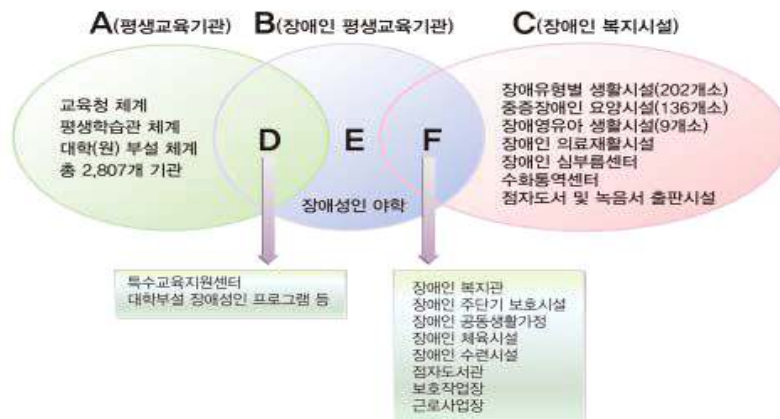 A(평생교육기관)
B(장애인 평생교육기관)
C(장애인 복지시설)
교육청 체계
평생학습관 체계
대학(원) 부설 체계
총 2,807개 기관
D
E
F
장애성인 야학
장애유형별 생활시설(202개소)
중증장애인 요양시설(136개소)
장애영유아 생활시설(9개소)
장애인 의료재활시설
장애인 심부름센터
수화통역센터
점자도서 및 녹음서 출판시설
특수교육지원센터
대학부설 장애성인 프로그램 등
장애인 복지관
장애인 주단기 보호시설
장애인 공동생활가정
장애인 체육시설
장애인 수련시설
점자도서관
보호작업장
근로사업장